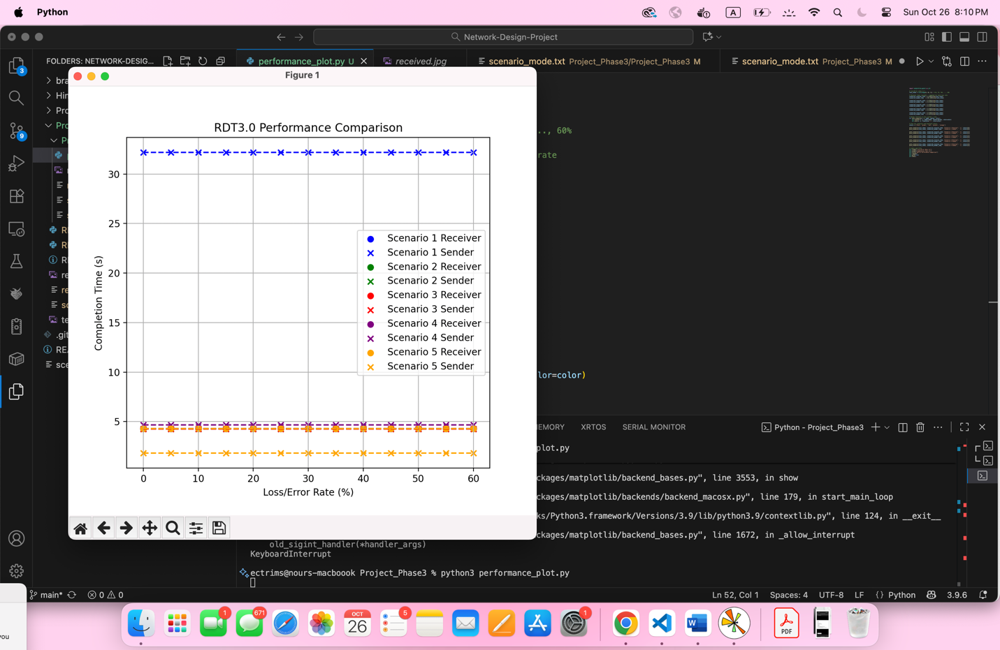 Python
A
Sun Oct 26 8:10 PM
Network-Design-Project
FOLDERS: NETWORK-DESIG...
performance_plot.py U
received.jpg
scenario_mode.txt Project_Phase3/Project_Phase3 M
scenario_mode.txt Project_Phase3 M
3
9
bra
Hin
Pro
Pro
P
R
R
R
re
re
sc
te
.git
RE
sce
Figure 1
RDT3.0 Performance Comparison
Completion Time (s)
30
25
20
15
10
5
0
10
20
30
40
50
60
Loss/Error Rate (%)
Scenario 1 Receiver
Scenario 1 Sender
Scenario 2 Receiver
Scenario 2 Sender
Scenario 3 Receiver
Scenario 3 Sender
Scenario 4 Receiver
Scenario 4 Sender
Scenario 5 Receiver
Scenario 5 Sender
.., 60%
rate
lor=color)
EMORY
XRTOS
SERIAL MONITOR
Python - Project_Phase3
plot.py
ckages/matplotlib/backend_bases.py", line 3553, in show
ckages/matplotlib/backends/backend_macosx.py", line 179, in start_main_loop
ks/Python3.framework/Versions/3.9/lib/python3.9/contextlib.py", line 124, in __exit__
ckages/matplotlib/backend_bases.py", line 1672, in _allow_interrupt
old_sigint_handler(*handler_args)
KeyboardInterrupt
ectrims@nours-macboook Project_Phase3 % python3 performance_plot.py
main*
0
0
Ln 52, Col 1
Spaces: 4
UTF-8
LF
{ } Python
3.9.6
you
1
671
OCT
26
5
1
PDF